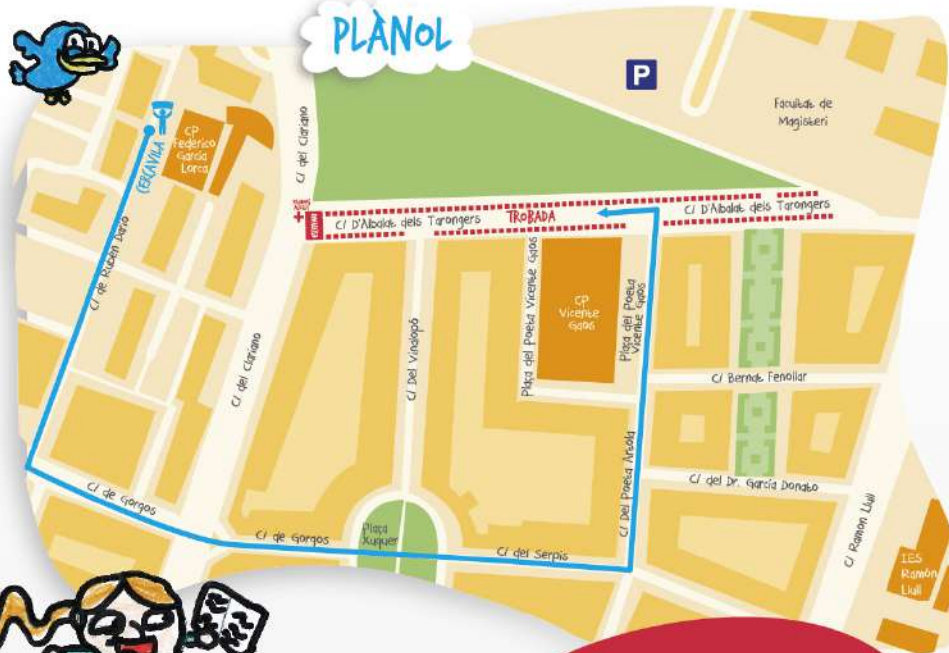 PLÀNOL
P
Facultat de
Magisteri
C/ del Clariano
CP
Federico
García
Lorca
CERCAVILA
C/ de Rubén Darío
C/ D'Albalat dels Tarongers
TROBADA
C/ D'Albalat dels Tarongers
C/ del Clariano
C/ Del Vinalopó
Plaça del Poeta Vicente Gaos
CP
Vicente
Gaos
Plaça del Poeta
Vicente Gaos
C/ Bernat Fenollar
C/ Del Poeta Artola
C/ del Dr. García Donato
C/ Ramon Llull
C/ de Gorgos
C/ de Gorgos
Plaça
Xuquer
C/ del Serpis
IES
Ramon
Llull